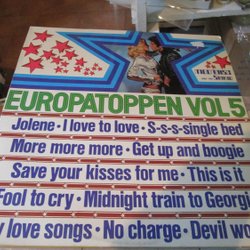 EUROPATOPPEN VOL 5
Jolene • I love to love • S-s-s-single bed
More more more • Get up and boogie
Save your kisses for me • This is it
Fool to cry • Midnight train to Georgi
y love songs • No charge • Devil w